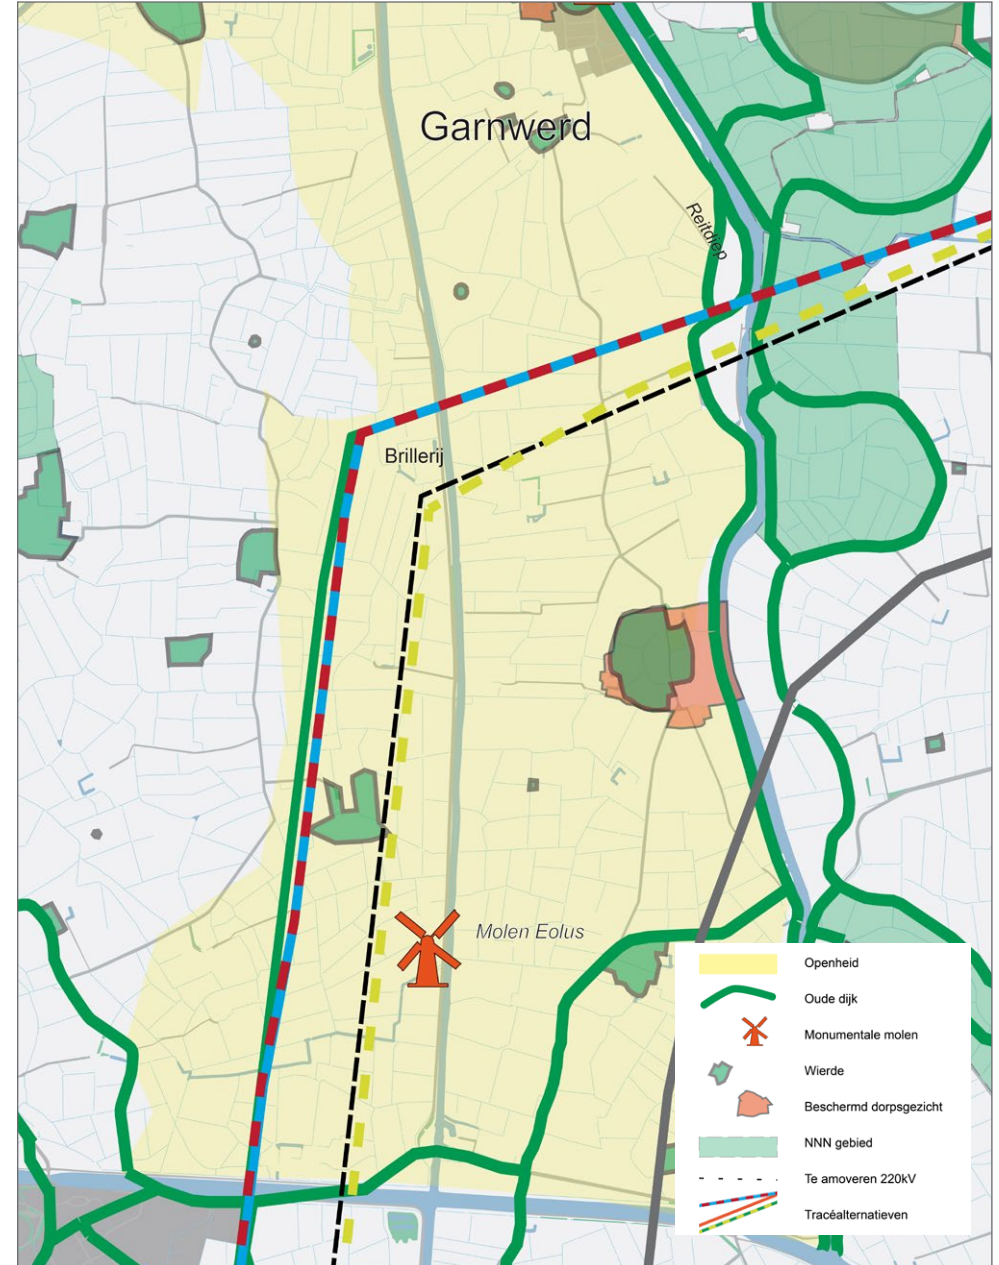 Garnwerd
Reitdiep
Brillerij
Molen Eolus
Openheid
Oude dijk
Monumentale molen
Wierde
Beschermd dorpsgezicht
NNN gebied
Te amoveren 220kV
Tracéalternatieven